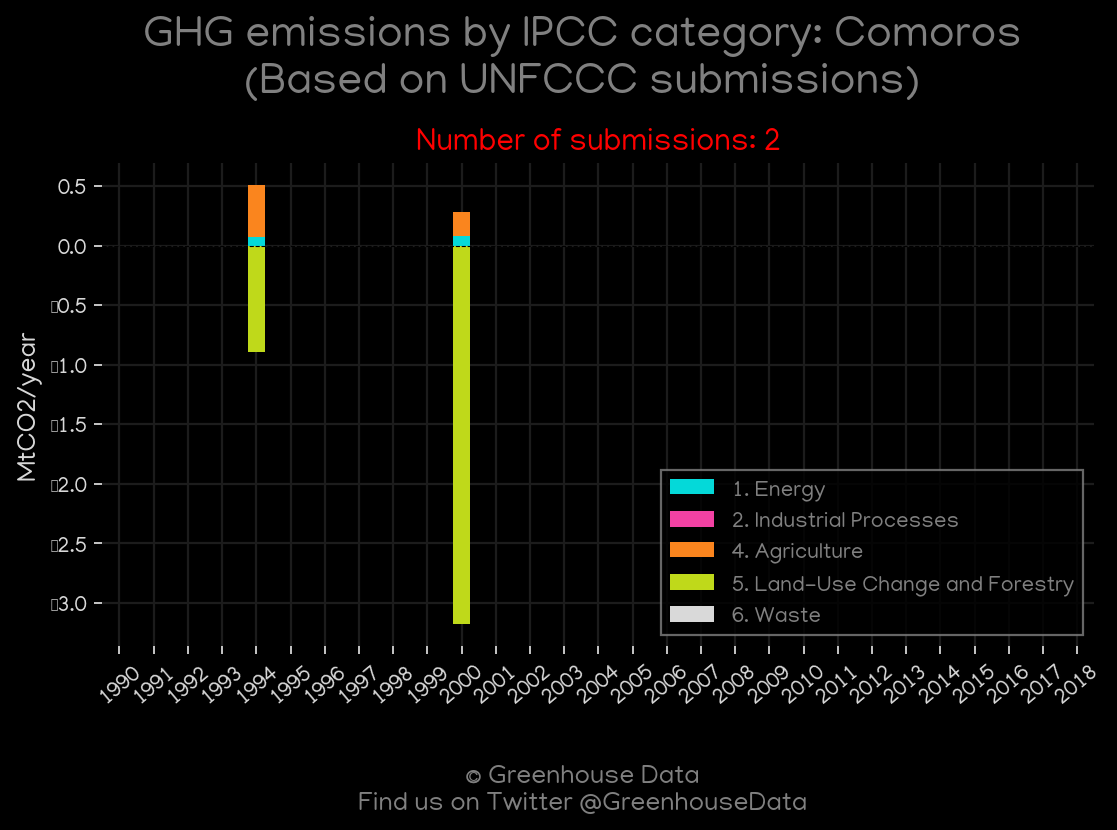 GHG emissions by IPCC category: Comoros
(Based on UNFCCC submissions)
Number of submissions: 2
MtCO2/year
0.5
0.0
▯0.5
▯1.0
▯1.5
▯2.0
▯2.5
▯3.0
1. Energy
2. Industrial Processes
4. Agriculture
5. Land-Use Change and Forestry
6. Waste
1990 1991 1992 1993 1994 1995 1996 1997 1998 1999 2000 2001 2002 2003 2004 2005 2006 2007 2008 2009 2010 2011 2012 2013 2014 2015 2016 2017 2018
© Greenhouse Data
Find us on Twitter @GreenhouseData